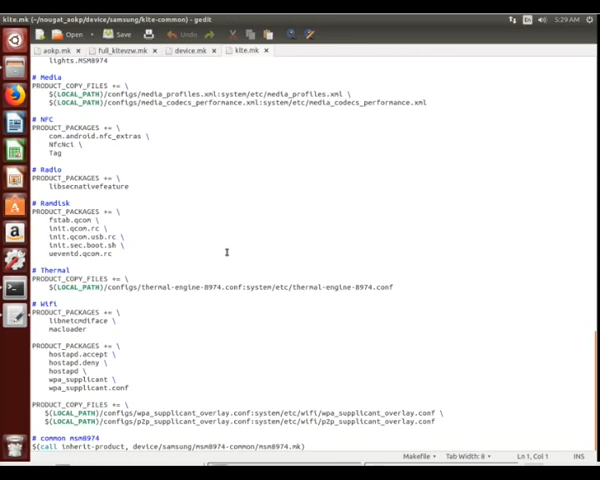 klte.mk (~/nougat_aokp/device/samsung/klte-common) - gedit
En
5:29 AM
Open
Save
Undo
aokp.mk
full_kltevzw.mk
device.mk
klte.mk
lights.MSM8974
# Media
PRODUCT_COPY_FILES += \
$(LOCAL_PATH)/configs/media_profiles.xml:system/etc/media_profiles.xml \
$(LOCAL_PATH)/configs/media_codecs_performance.xml:system/etc/media_codecs_performance.xml
# NFC
PRODUCT_PACKAGES += \
com.android.nfc_extras \
NfcNci \
Tag
# Radio
PRODUCT_PACKAGES += \
libsecnativefeature
# Ramdisk
PRODUCT_PACKAGES += \
fstab.qcom \
init.qcom.rc \
init.qcom.usb.rc \
init.sec.boot.sh \
ueventd.qcom.rc
# Thermal
PRODUCT_COPY_FILES += \
$(LOCAL_PATH)/configs/thermal-engine-8974.conf:system/etc/thermal-engine-8974.conf
# Wifi
PRODUCT_PACKAGES += \
libnetcmdiface \
macloader
PRODUCT_PACKAGES += \
hostapd.accept \
hostapd.deny \
hostapd \
wpa_supplicant \
wpa_supplicant.conf
PRODUCT_COPY_FILES += \
$(LOCAL_PATH)/configs/wpa_supplicant_overlay.conf:system/etc/wifi/wpa_supplicant_overlay.conf \
$(LOCAL_PATH)/configs/p2p_supplicant_overlay.conf:system/etc/wifi/p2p_supplicant_overlay.conf
# common msm8974
$(call inherit-product, device/samsung/msm8974-common/msm8974.mk)
Makefile
Tab Width: 8
Ln 1, Col 1
INS